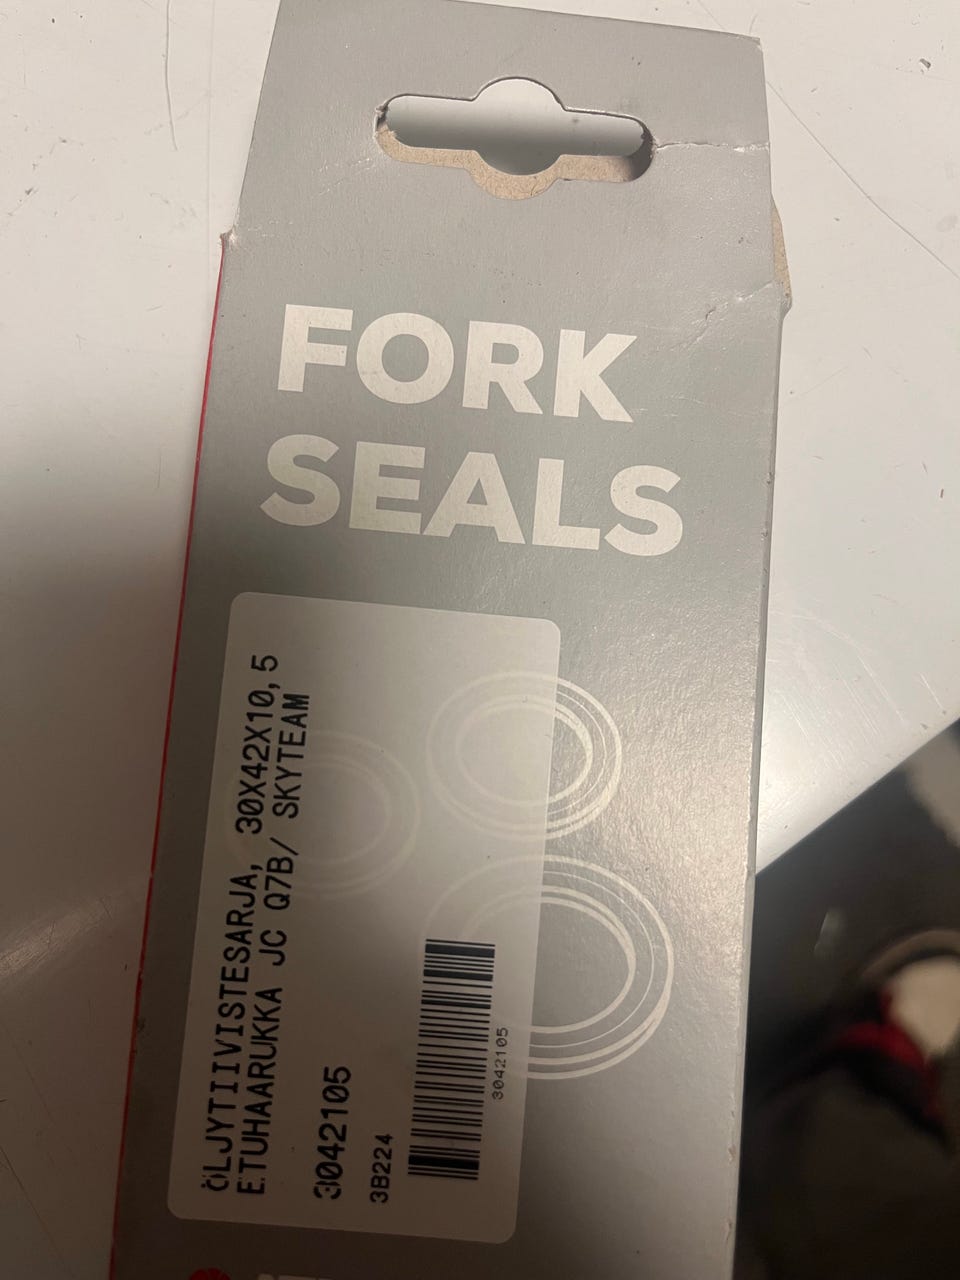 FORK
SEALS
ÖLJYTIIVISTESARJA, 30X42X10,5
ETUHAARUKKA JC Q7B/ SKYTEAM
3042105
3B224
3042105